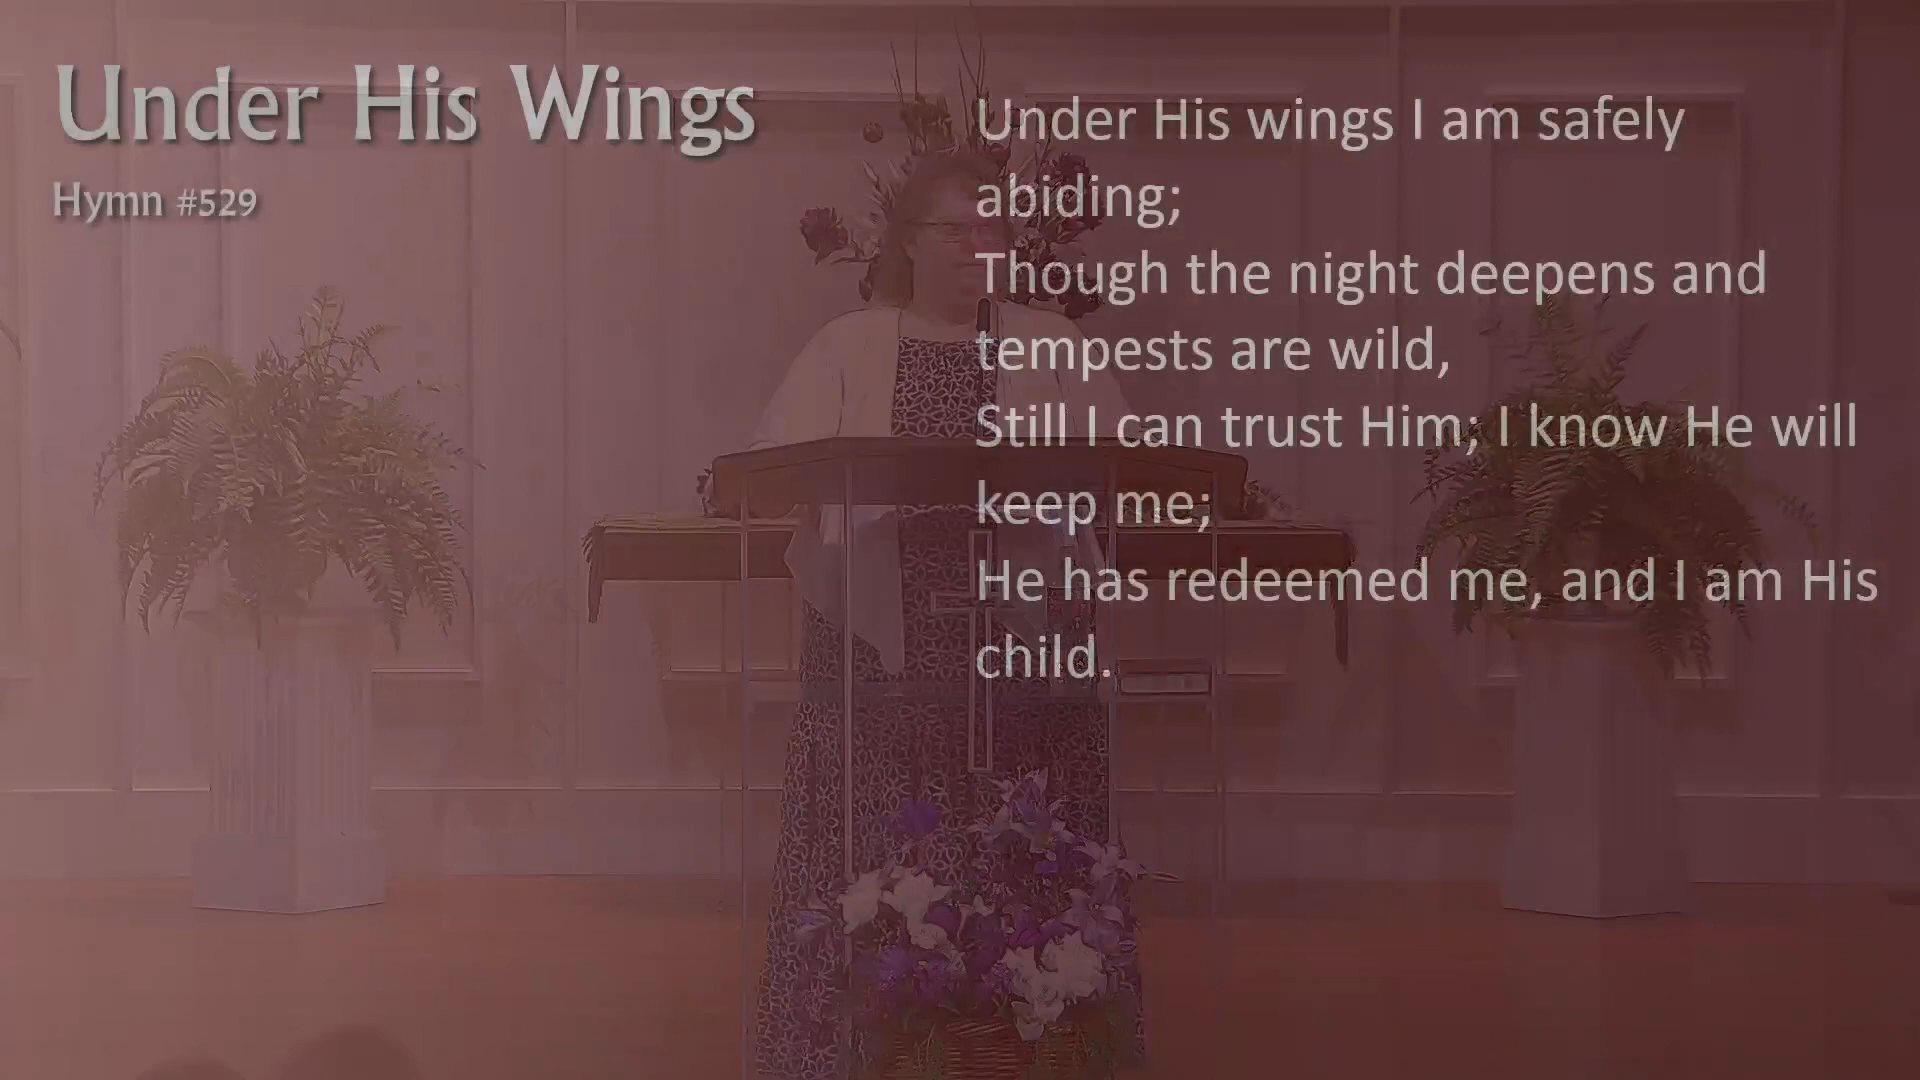 Under His Wings
Hymn #529
Under His wings I am safely
abiding;
Though the night deepens and
tempests are wild,
Still I can trust Him; I know He will
keep me;
He has redeemed me, and I am His
child.